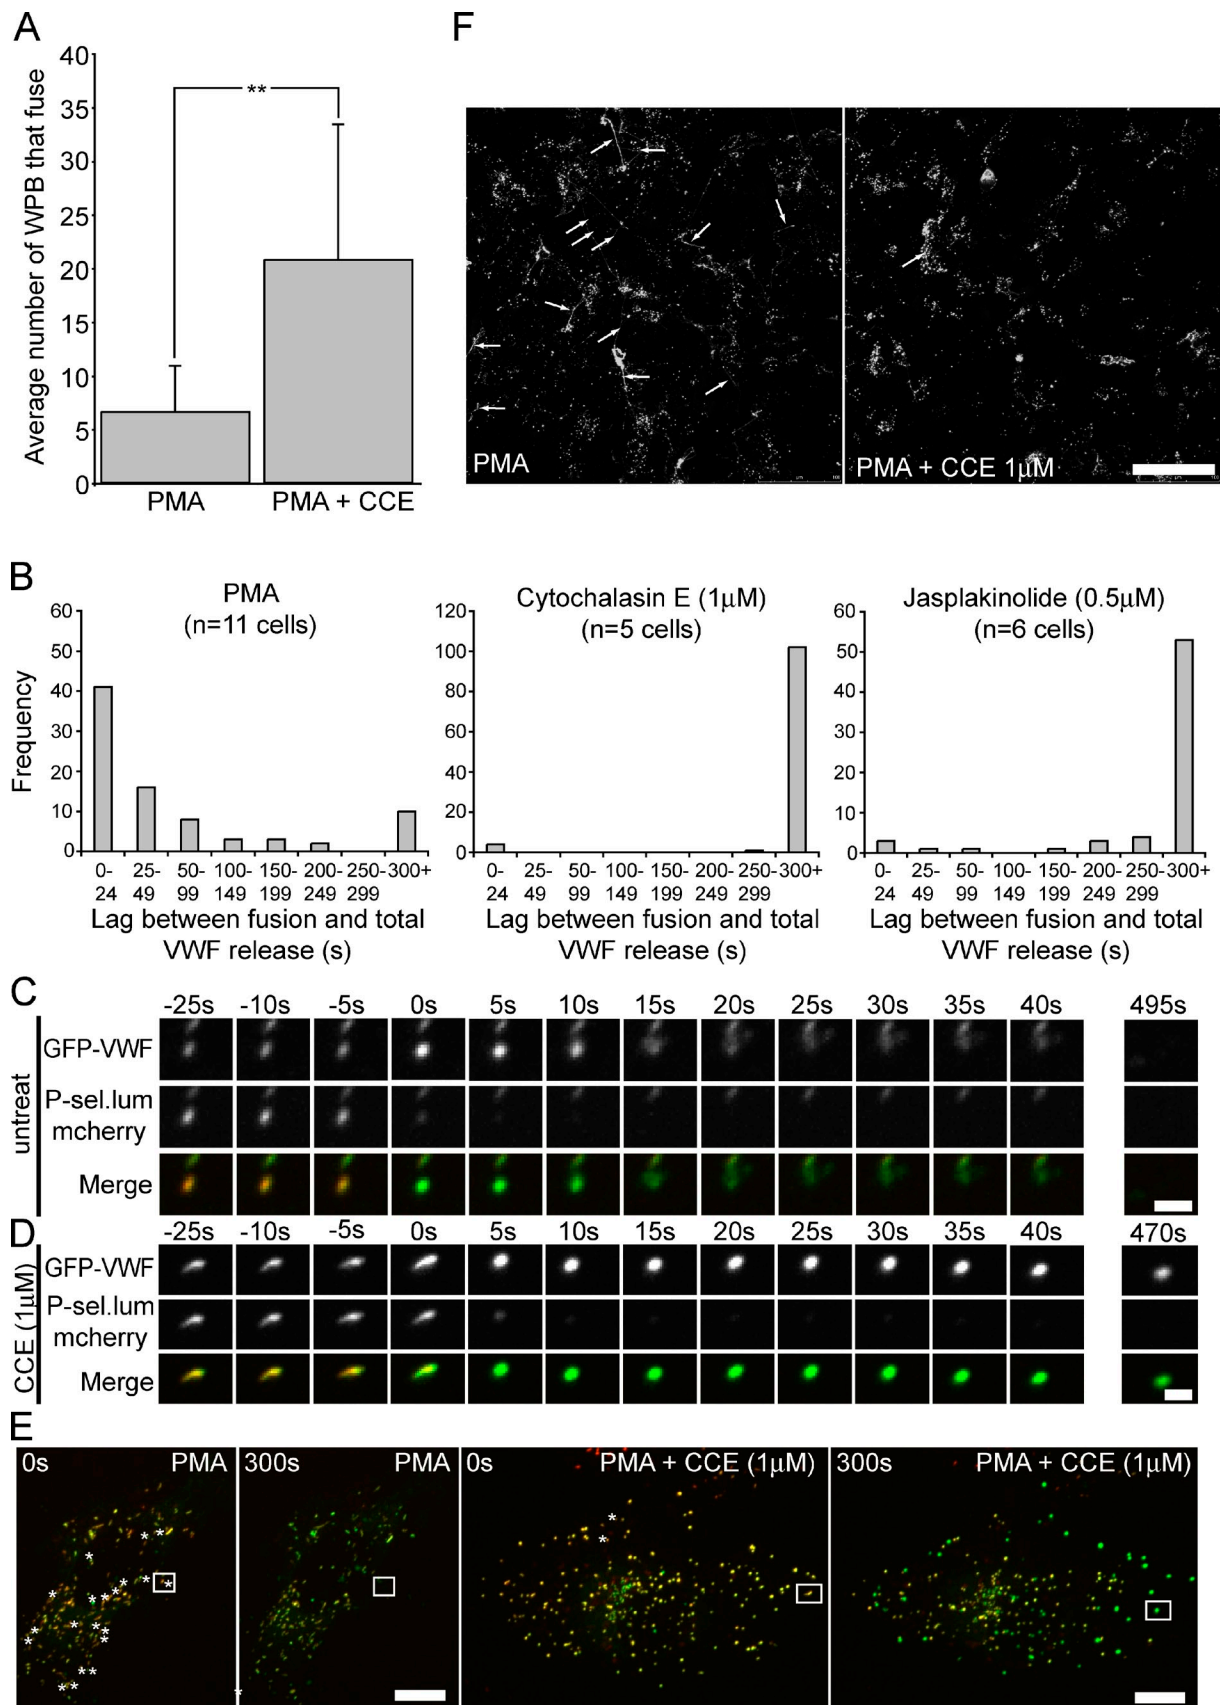 A
Average number of WPB that fuse
40
35
30
25
20
15
10
5
0
**
PMA
PMA + CCE
F
PMA
PMA + CCE 1μM
B
PMA
(n=11 cells)
Frequency
60
50
40
30
20
10
0
0-24
25-49
50-99
100-149
150-199
200-249
250-299
300+
Lag between fusion and total
VWF release (s)
Cytochalasin E (1μM)
(n=5 cells)
120
100
80
60
40
20
0
0-24
25-49
50-99
100-149
150-199
200-249
250-299
300+
Lag between fusion and total
VWF release (s)
Jasplakinolide (0.5μM)
(n=6 cells)
60
50
40
30
20
10
0
0-24
25-49
50-99
100-149
150-199
200-249
250-299
300+
Lag between fusion and total
VWF release (s)
C
-25s -10s -5s 0s 5s 10s 15s 20s 25s 30s 35s 40s 495s
untreat
GFP-VWF
P-sel.lum
mcherry
Merge
D
-25s -10s -5s 0s 5s 10s 15s 20s 25s 30s 35s 40s 470s
CCE (1μM)
GFP-VWF
P-sel.lum
mcherry
Merge
E
0s PMA
300s PMA
0s PMA + CCE (1μM)
300s PMA + CCE (1μM)